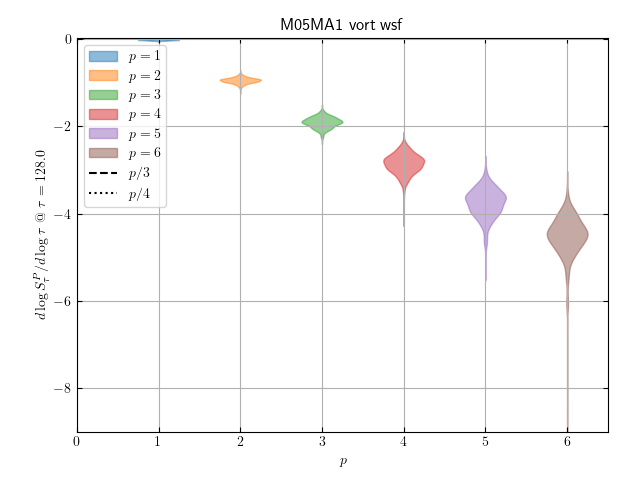 M05MA1 vort wsf
d log S_τ^P / d log τ @ τ = 128.0
0
−2
−4
−6
−8
p = 1
p = 2
p = 3
p = 4
p = 5
p = 6
p/3
p/4
0 1 2 3 4 5 6
p